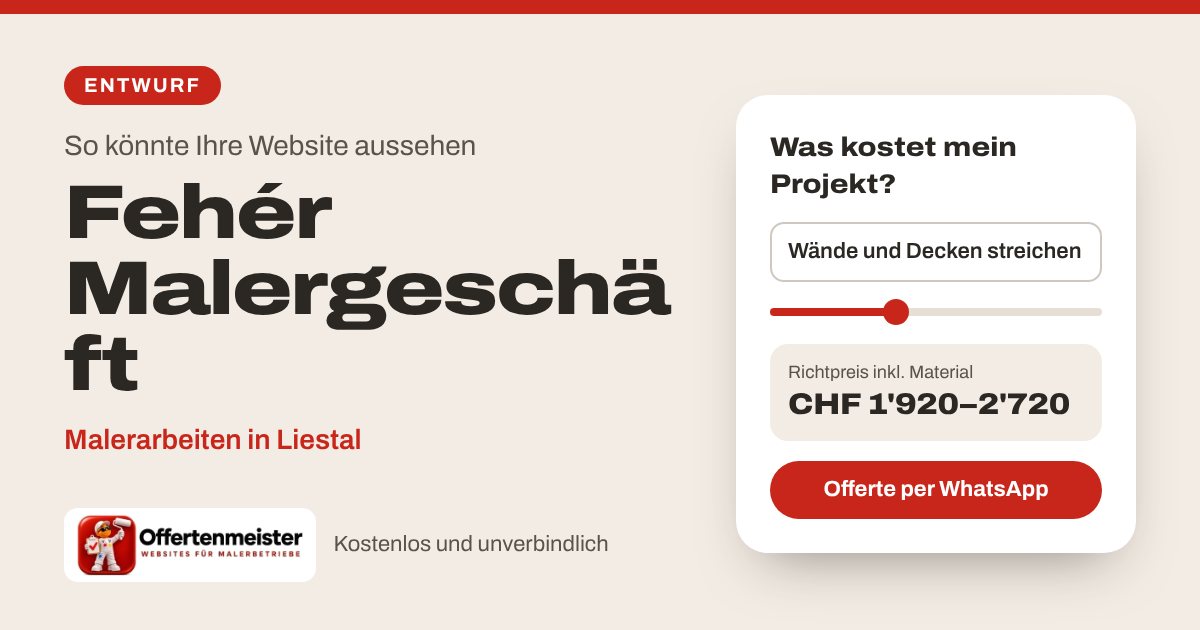 ENTWURF
So könnte Ihre Website aussehen
Fehér
Malergeschä
ft
Malerarbeiten in Liestal
Offertenmeister
WEBSITES FÜR MALERBETRIEBE
Kostenlos und unverbindlich
Was kostet mein
Projekt?
Wände und Decken streichen
Richtpreis inkl. Material
CHF 1'920–2'720
Offerte per WhatsApp